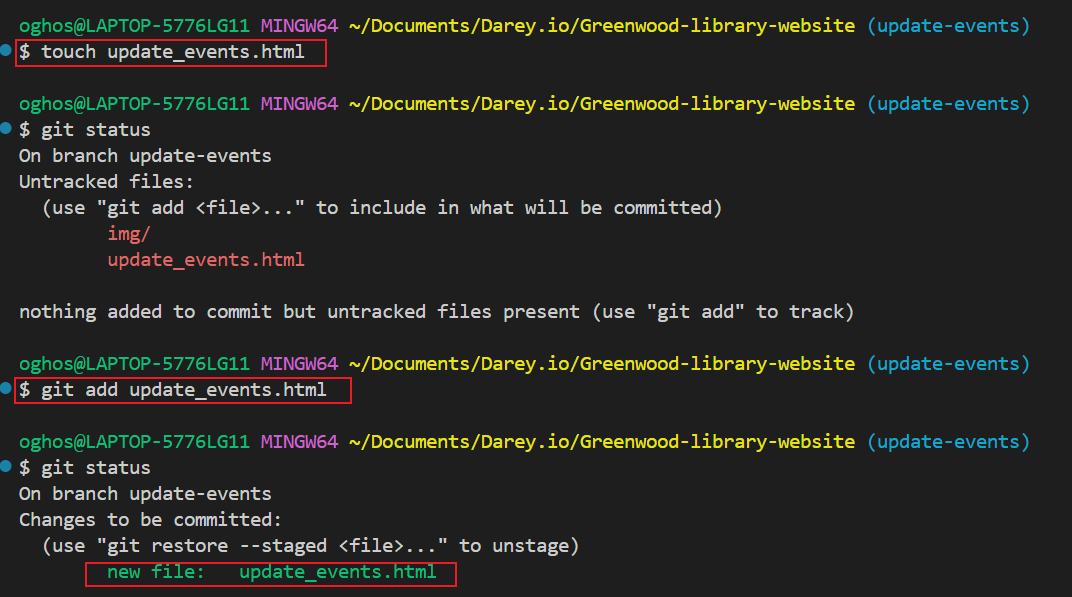 oghos@LAPTOP-5776LG11 MINGW64 ~/Documents/Darey.io/Greenwood-library-website (update-events)
$ touch update_events.html
oghos@LAPTOP-5776LG11 MINGW64 ~/Documents/Darey.io/Greenwood-library-website (update-events)
$ git status
On branch update-events
Untracked files:
  (use "git add <file>..." to include in what will be committed)
        img/
        update_events.html
nothing added to commit but untracked files present (use "git add" to track)
oghos@LAPTOP-5776LG11 MINGW64 ~/Documents/Darey.io/Greenwood-library-website (update-events)
$ git add update_events.html
oghos@LAPTOP-5776LG11 MINGW64 ~/Documents/Darey.io/Greenwood-library-website (update-events)
$ git status
On branch update-events
Changes to be committed:
  (use "git restore --staged <file>..." to unstage)
        new file:   update_events.html